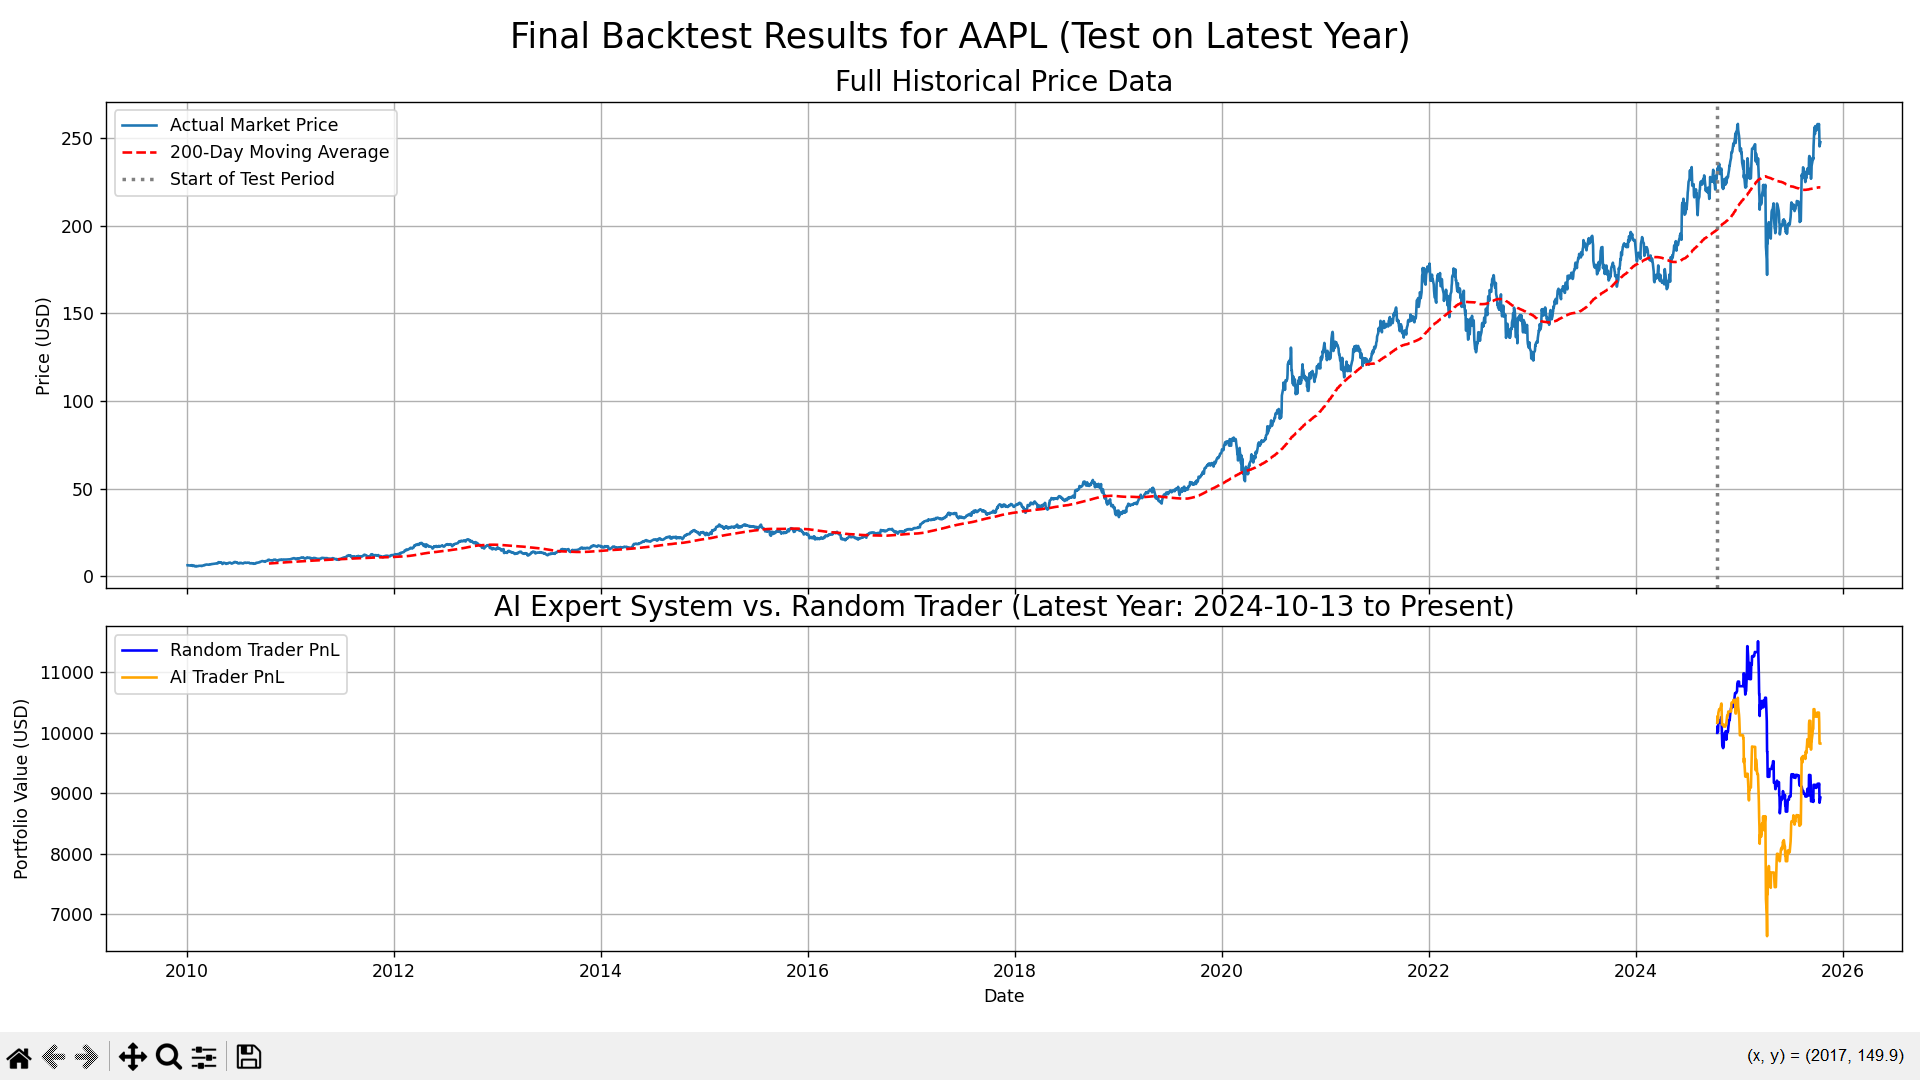 Final Backtest Results for AAPL (Test on Latest Year)
Full Historical Price Data
Actual Market Price
200-Day Moving Average
Start of Test Period
Price (USD)
250
200
150
100
50
0
AI Expert System vs. Random Trader (Latest Year: 2024-10-13 to Present)
Random Trader PnL
AI Trader PnL
Portfolio Value (USD)
11000
10000
9000
8000
7000
2010 2012 2014 2016 2018 2020 2022 2024 2026
Date
(x, y) = (2017, 149.9)